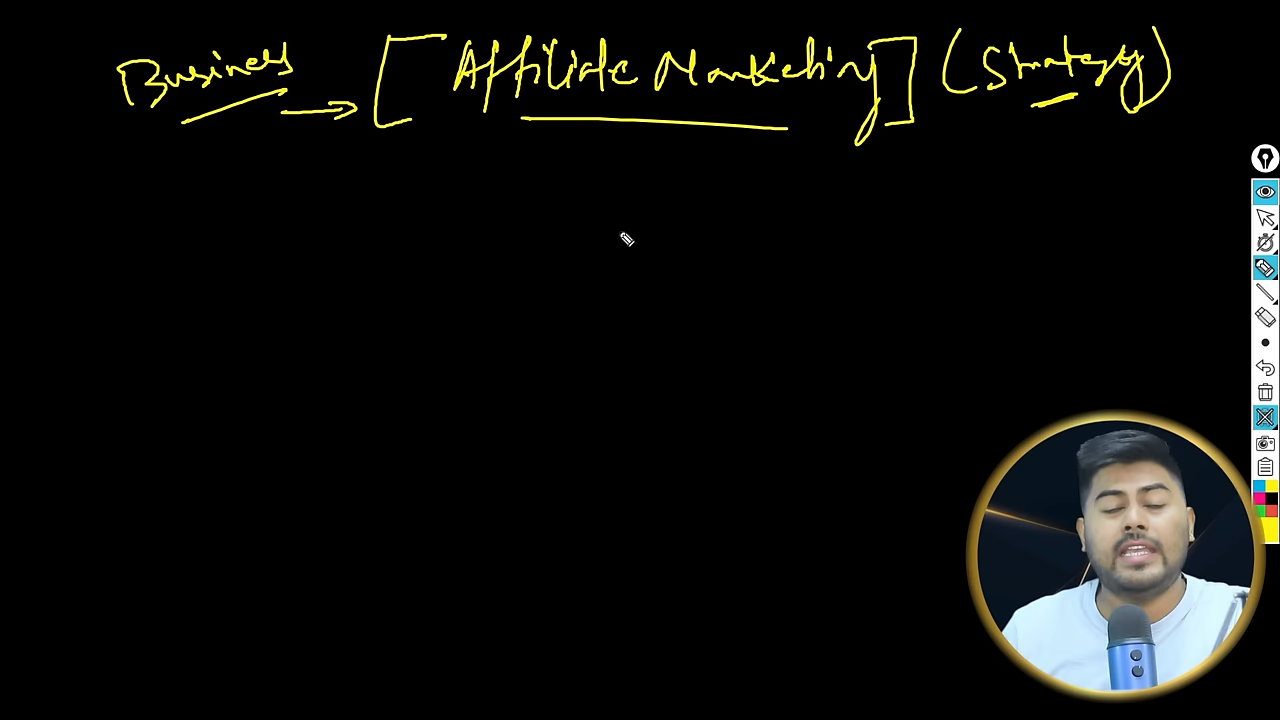 Business → [Affiliate Marketing] (Strategy)